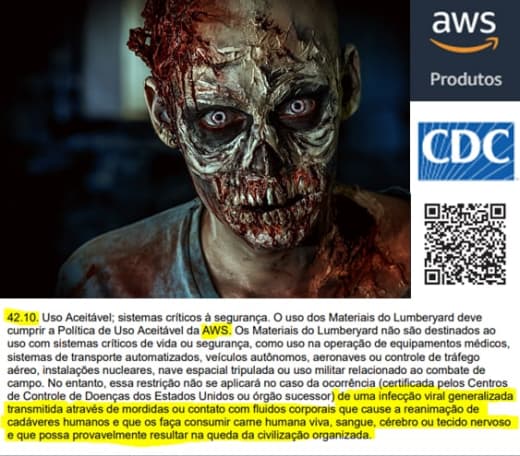 aws
Produtos
CDC
42.10. Uso Aceitável; sistemas críticos à segurança. O uso dos Materiais do Lumberyard deve
cumprir a Política de Uso Aceitável da AWS. Os Materiais do Lumberyard não são destinados ao
uso com sistemas críticos de vida ou segurança, como uso na operação de equipamentos médicos,
sistemas de transporte automatizados, veículos autônomos, aeronaves ou controle de tráfego
aéreo, instalações nucleares, nave espacial tripulada ou uso militar relacionado ao combate de
campo. No entanto, essa restrição não se aplicará no caso da ocorrência (certificada pelos Centros
de Controle de Doenças dos Estados Unidos ou órgão sucessor) de uma infecção viral generalizada
transmitida através de mordidas ou contato com fluidos corporais que cause a reanimação de
cadáveres humanos e que os faça consumir carne humana viva, sangue, cérebro ou tecido nervoso
e que possa provavelmente resultar na queda da civilização organizada.